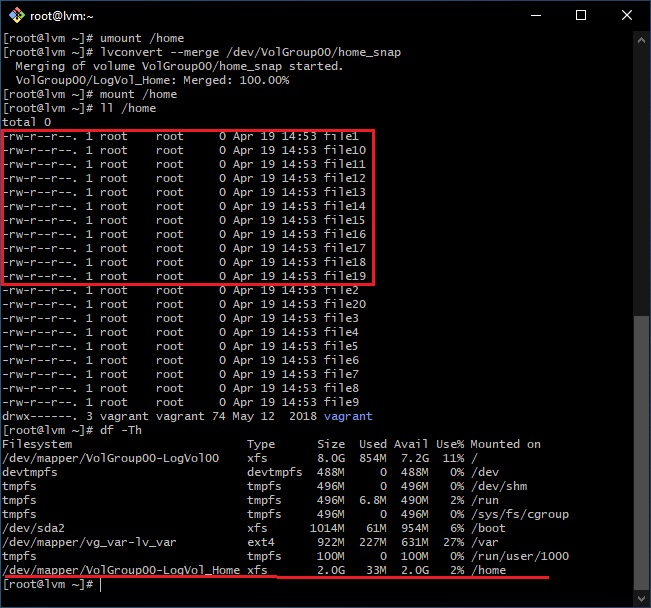 root@lvm:~
[root@lvm ~]# umount /home
[root@lvm ~]# lvconvert --merge /dev/VolGroup00/home_snap
  Merging of volume VolGroup00/home_snap started.
  VolGroup00/LogVol_Home: Merged: 100.00%
[root@lvm ~]# mount /home
[root@lvm ~]# ll /home
total 0
-rw-r--r--. 1 root    root     0 Apr 19 14:53 file1
-rw-r--r--. 1 root    root     0 Apr 19 14:53 file10
-rw-r--r--. 1 root    root     0 Apr 19 14:53 file11
-rw-r--r--. 1 root    root     0 Apr 19 14:53 file12
-rw-r--r--. 1 root    root     0 Apr 19 14:53 file13
-rw-r--r--. 1 root    root     0 Apr 19 14:53 file14
-rw-r--r--. 1 root    root     0 Apr 19 14:53 file15
-rw-r--r--. 1 root    root     0 Apr 19 14:53 file16
-rw-r--r--. 1 root    root     0 Apr 19 14:53 file17
-rw-r--r--. 1 root    root     0 Apr 19 14:53 file18
-rw-r--r--. 1 root    root     0 Apr 19 14:53 file19
-rw-r--r--. 1 root    root     0 Apr 19 14:53 file2
-rw-r--r--. 1 root    root     0 Apr 19 14:53 file20
-rw-r--r--. 1 root    root     0 Apr 19 14:53 file3
-rw-r--r--. 1 root    root     0 Apr 19 14:53 file4
-rw-r--r--. 1 root    root     0 Apr 19 14:53 file5
-rw-r--r--. 1 root    root     0 Apr 19 14:53 file6
-rw-r--r--. 1 root    root     0 Apr 19 14:53 file7
-rw-r--r--. 1 root    root     0 Apr 19 14:53 file8
-rw-r--r--. 1 root    root     0 Apr 19 14:53 file9
drwx------. 3 vagrant vagrant 74 May 12  2018 vagrant
[root@lvm ~]# df -Th
Filesystem                         Type      Size  Used Avail Use% Mounted on
/dev/mapper/VolGroup00-LogVol00    xfs       8.0G  854M  7.2G  11% /
devtmpfs                           devtmpfs  488M     0  488M   0% /dev
tmpfs                              tmpfs     496M     0  496M   0% /dev/shm
tmpfs                              tmpfs     496M  6.8M  490M   2% /run
tmpfs                              tmpfs     496M     0  496M   0% /sys/fs/cgroup
/dev/sda2                          xfs      1014M   61M  954M   6% /boot
/dev/mapper/vg_var-lv_var          ext4      922M  227M  631M  27% /var
tmpfs                              tmpfs     100M     0  100M   0% /run/user/1000
/dev/mapper/VolGroup00-LogVol_Home xfs       2.0G   33M  2.0G   2% /home
[root@lvm ~]#